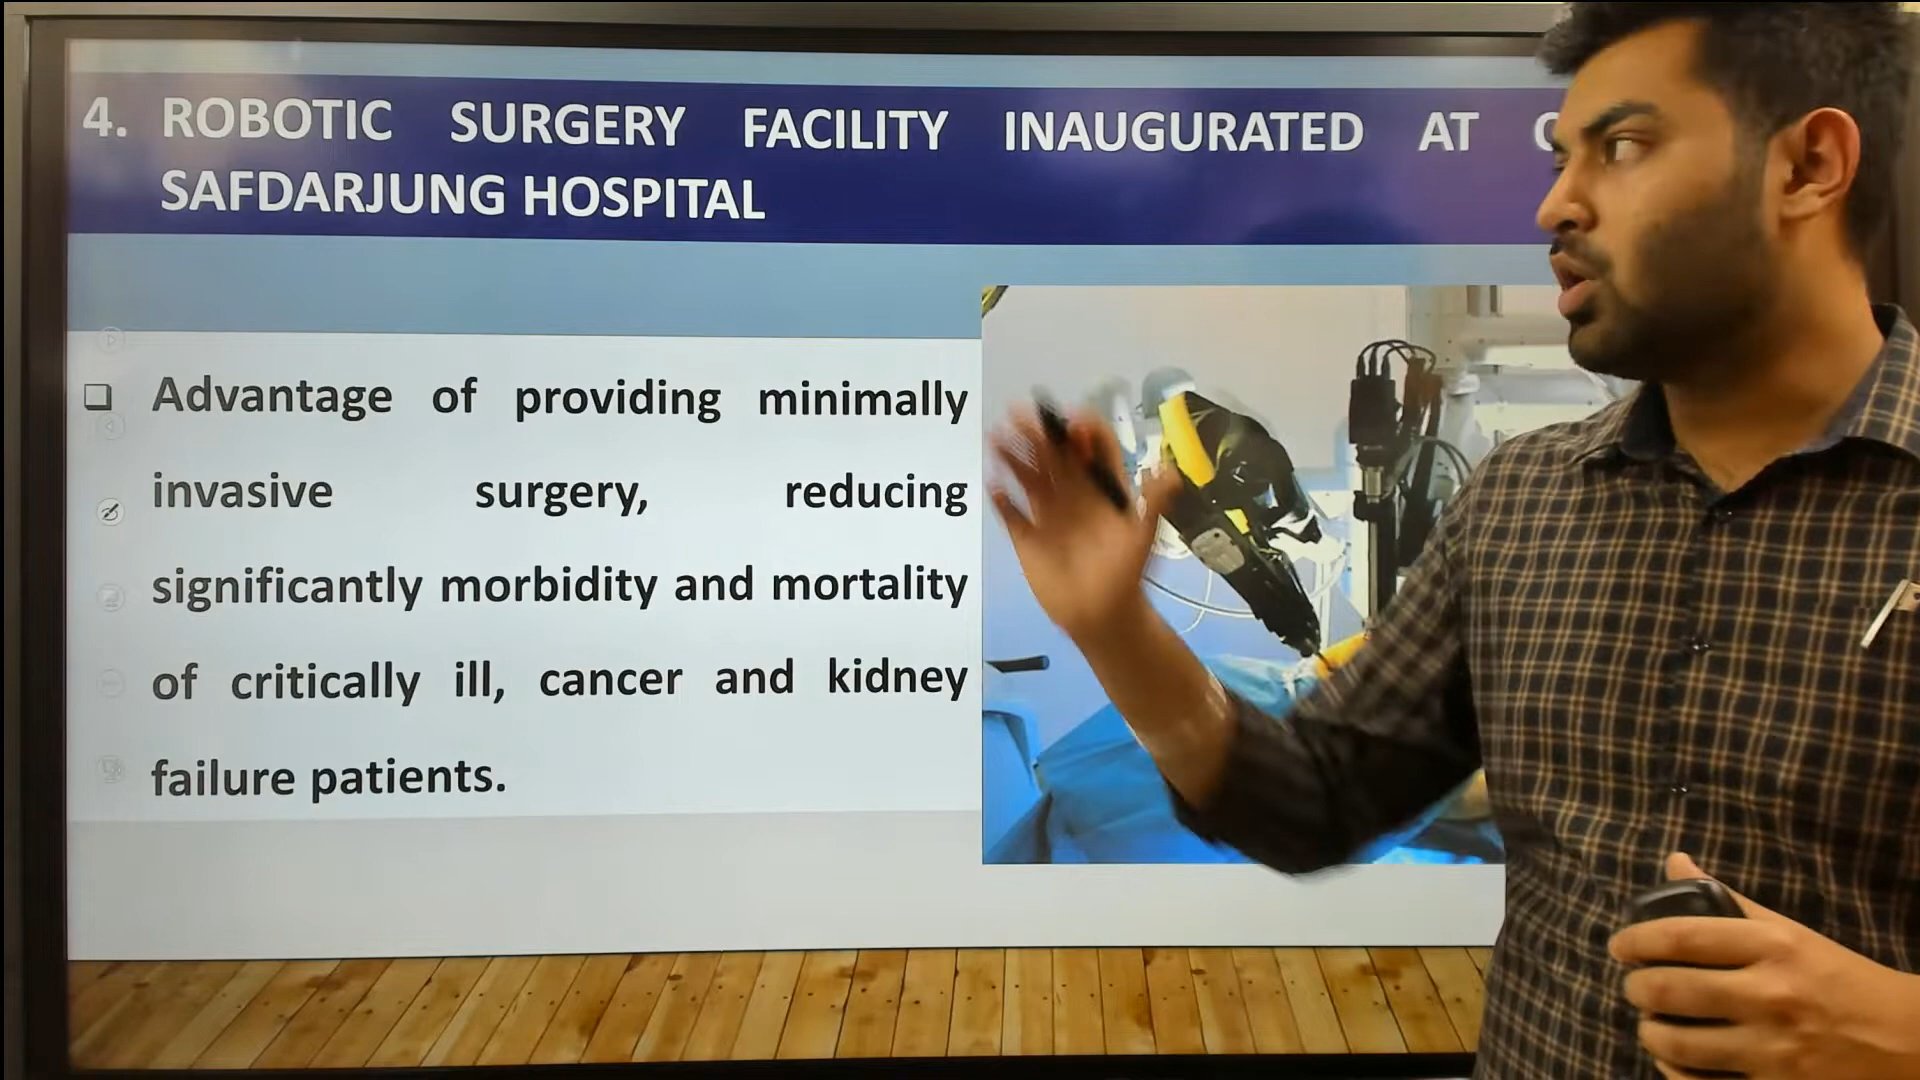 4. ROBOTIC SURGERY FACILITY INAUGURATED AT
SAFDARJUNG HOSPITAL
❑ Advantage of providing minimally
invasive surgery, reducing
significantly morbidity and mortality
of critically ill, cancer and kidney
failure patients.